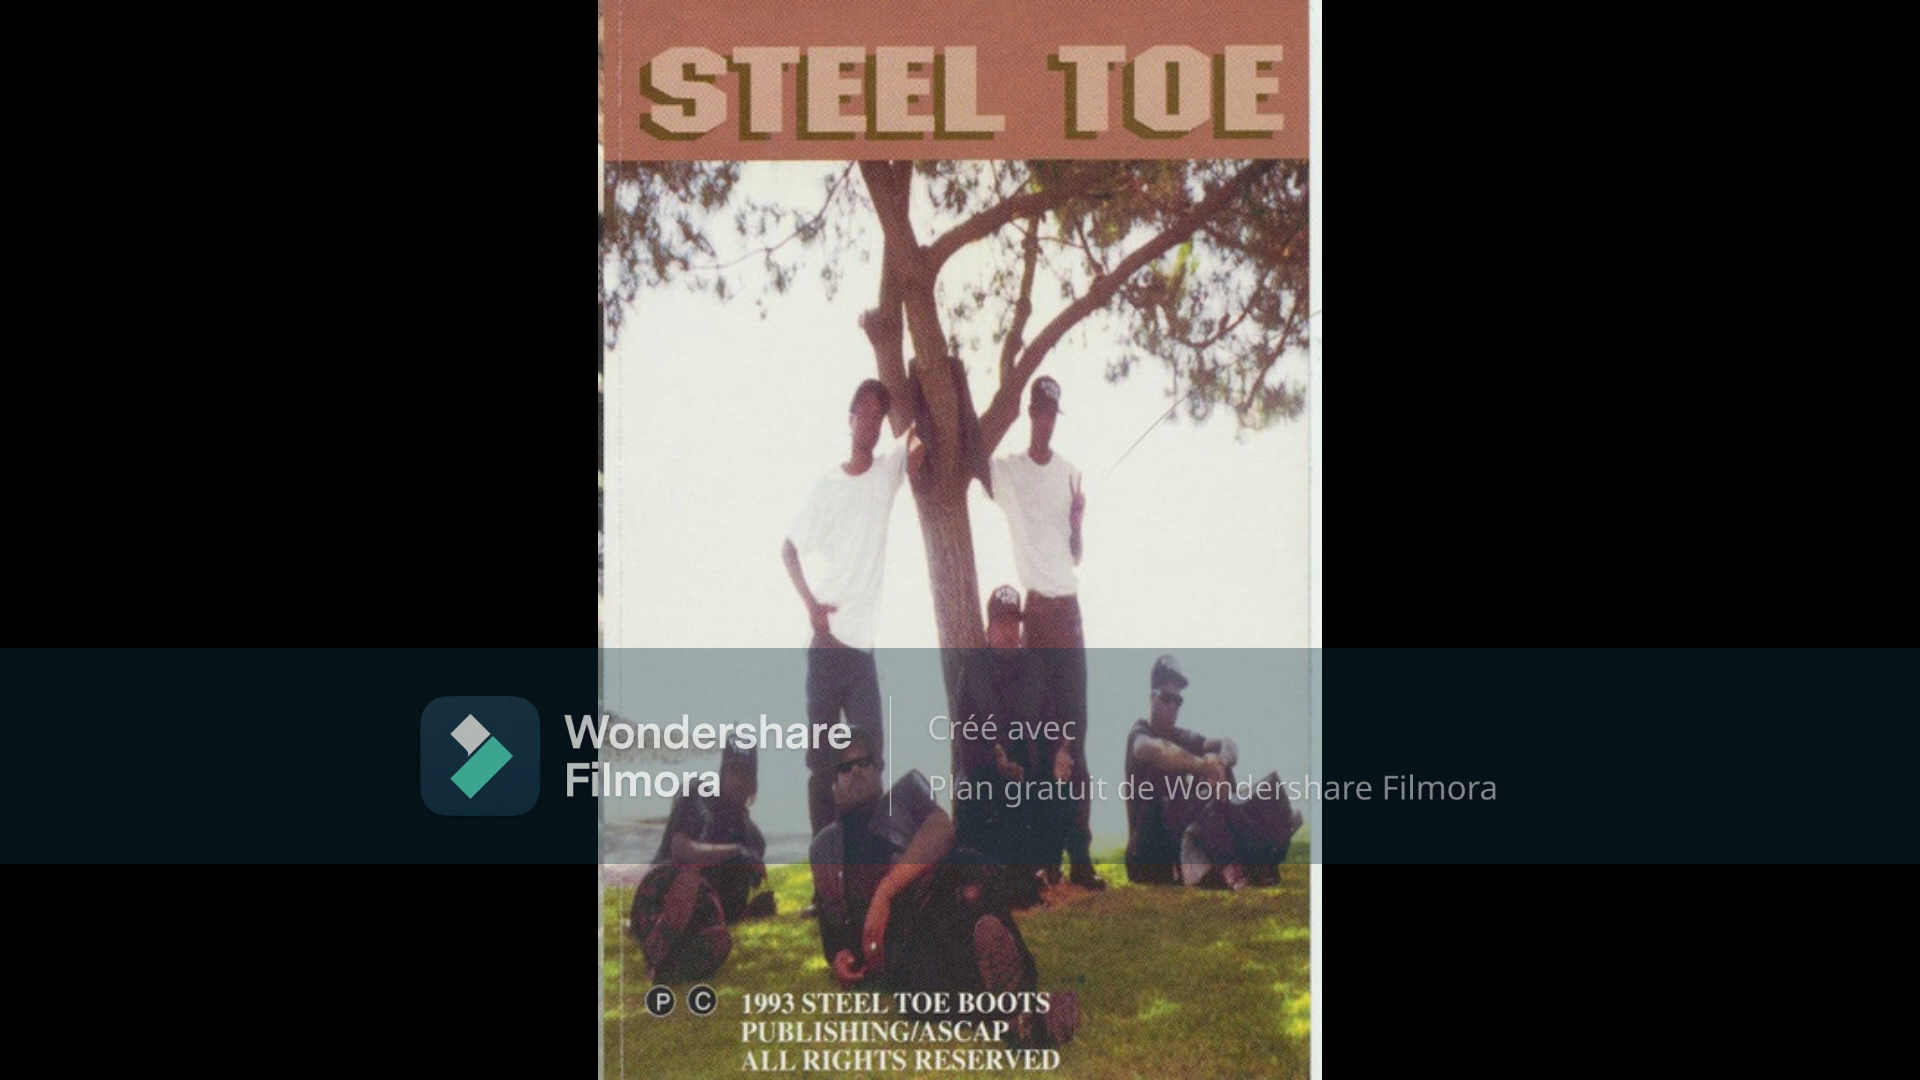 STEEL TOE
Wondershare
Filmora
Créé avec
Plan gratuit de Wondershare Filmora
Ⓟ Ⓒ 1993 STEEL TOE BOOTS
PUBLISHING/ASCAP
ALL RIGHTS RESERVED